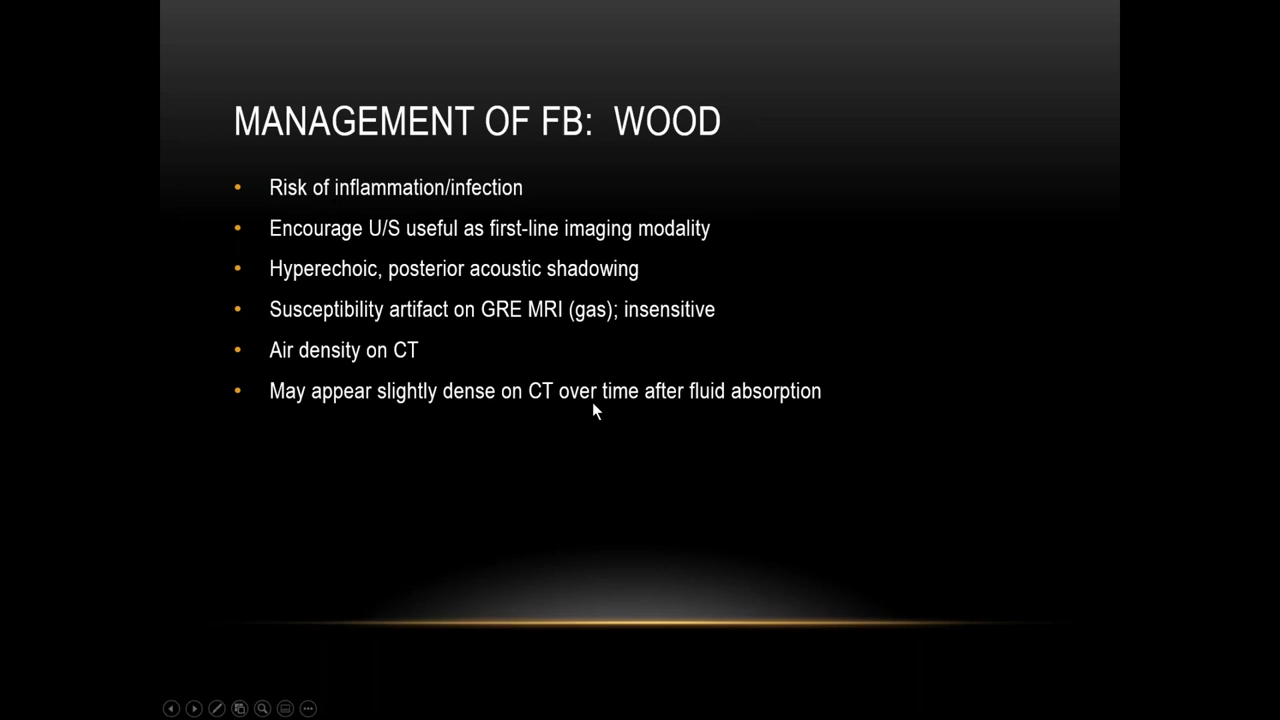 MANAGEMENT OF FB: WOOD
• Risk of inflammation/infection
• Encourage U/S useful as first-line imaging modality
• Hyperechoic, posterior acoustic shadowing
• Susceptibility artifact on GRE MRI (gas); insensitive
• Air density on CT
• May appear slightly dense on CT over time after fluid absorption